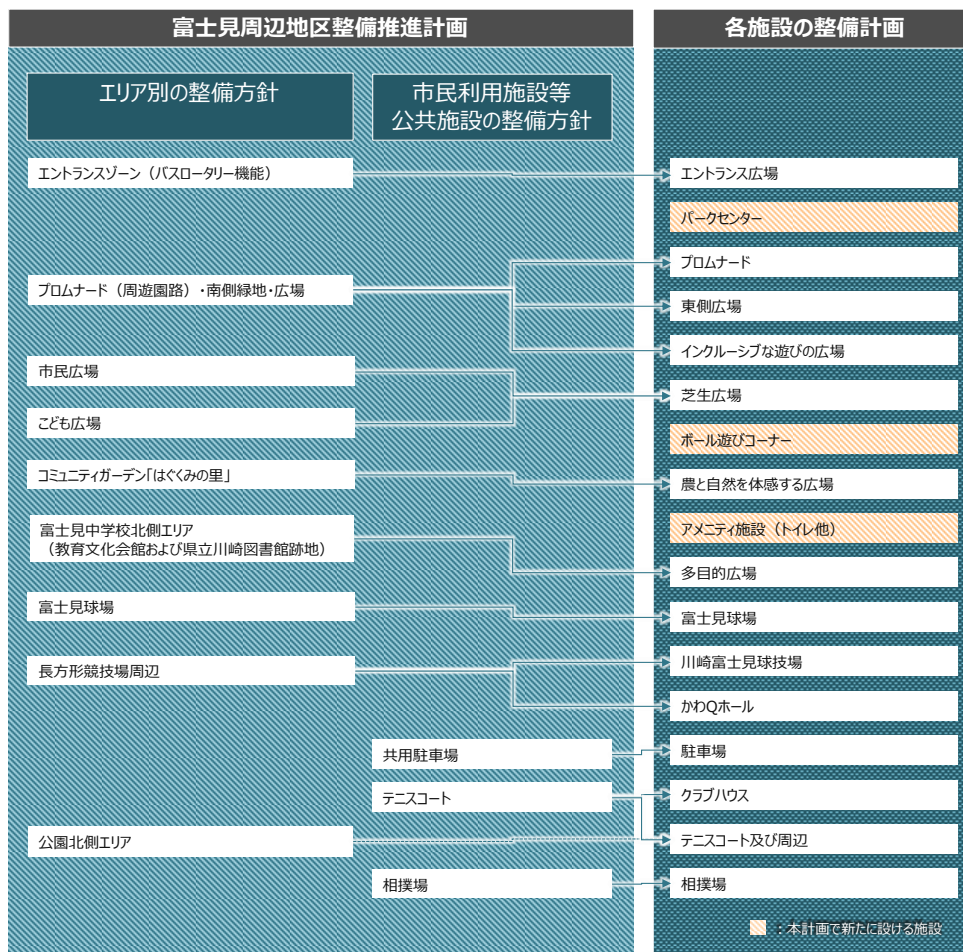 富士見周辺地区整備推進計画
各施設の整備計画
エリア別の整備方針
市民利用施設等
公共施設の整備方針
エントランスゾーン（バスロータリー機能）
エントランス広場
パークセンター
プロムナード
プロムナード（周遊園路）・南側緑地・広場
東側広場
インクルーシブな遊びの広場
市民広場
芝生広場
こども広場
ボール遊びコーナー
コミュニティガーデン「はぐくみの里」
農と自然を体感する広場
富士見中学校北側エリア
（教育文化会館および県立川崎図書館跡地）
アメニティ施設（トイレ他）
多目的広場
富士見球場
富士見球場
長方形競技場周辺
川崎富士見球技場
かわQホール
共用駐車場
駐車場
テニスコート
クラブハウス
公園北側エリア
テニスコート及び周辺
相撲場
相撲場
：本計画で新たに設ける施設